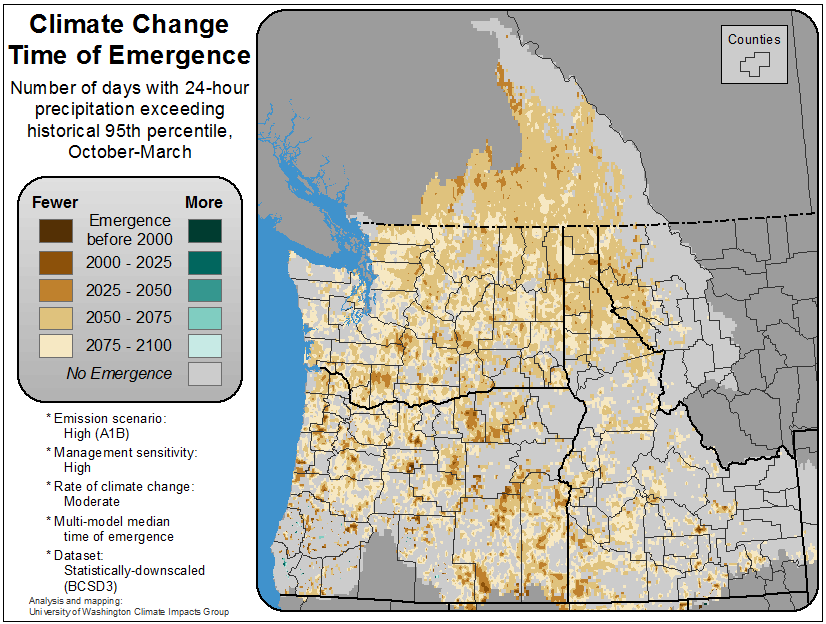 Climate Change
Time of Emergence
Number of days with 24-hour
precipitation exceeding
historical 95th percentile,
October-March
Fewer More
Emergence
before 2000
2000 - 2025
2025 - 2050
2050 - 2075
2075 - 2100
No Emergence
* Emission scenario:
High (A1B)
* Management sensitivity:
High
* Rate of climate change:
Moderate
* Multi-model median
time of emergence
* Dataset:
Statistically-downscaled
(BCSD3)
Analysis and mapping:
University of Washington Climate Impacts Group
Counties